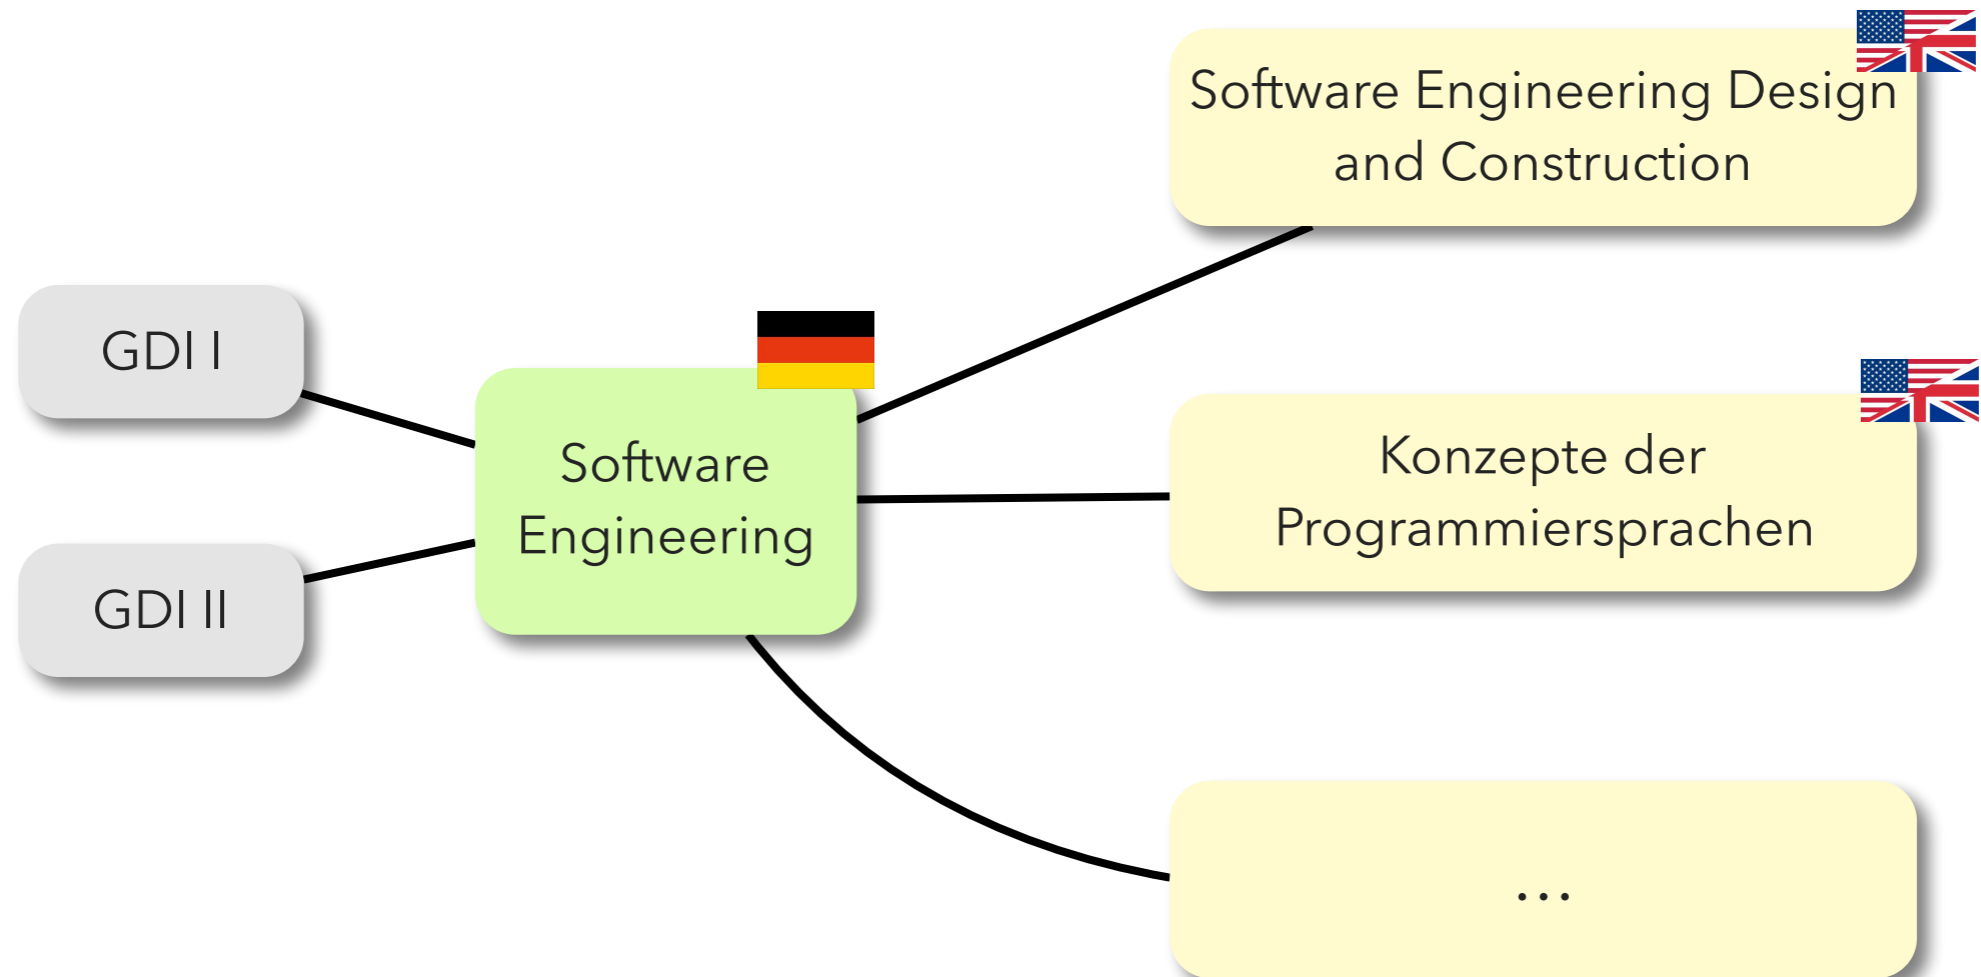 Software Engineering Design
and Construction
GDI I
Software
Engineering
Konzepte der
Programmiersprachen
GDI II
...